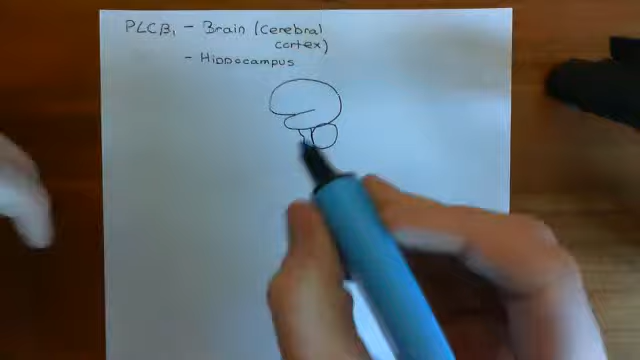 PLCβ₁ - Brain (Cerebral
cortex)
- Hippocampus